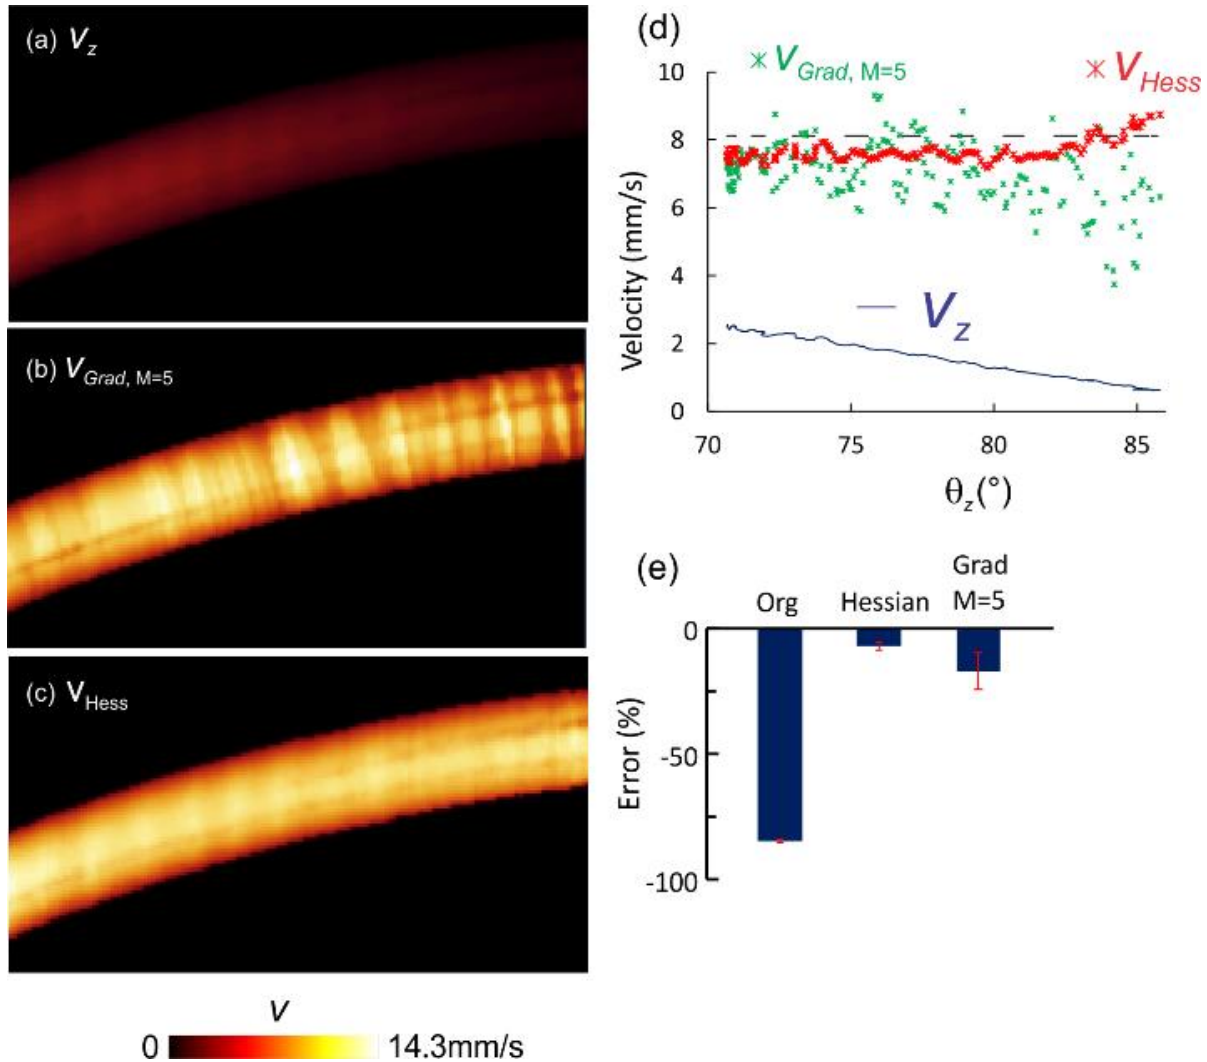 (a) Vz
(b) VGrad, M=5
(c) VHess
V
0 14.3mm/s
(d)
VGrad, M=5 VHess
10
8
6
4
2
0
Velocity (mm/s)
Vz
70 75 80 85
θz(°)
(e)
Org Hessian Grad M=5
0
-50
-100
Error (%)